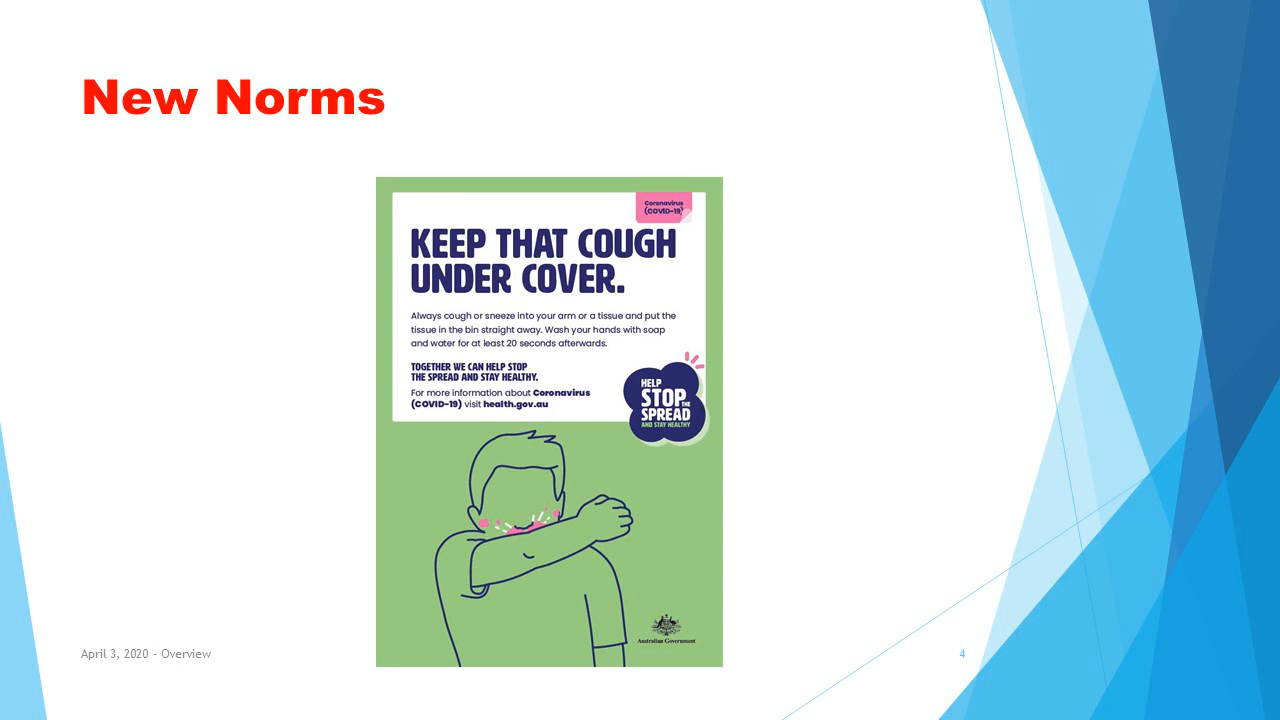 New Norms
Coronavirus
(COVID-19)
KEEP THAT COUGH
UNDER COVER.
Always cough or sneeze into your arm or a tissue and put the
tissue in the bin straight away. Wash your hands with soap
and water for at least 20 seconds afterwards.
TOGETHER WE CAN HELP STOP
THE SPREAD AND STAY HEALTHY.
For more information about Coronavirus
(COVID-19) visit health.gov.au
HELP
STOP THE
SPREAD
AND STAY HEALTHY
Australian Government
April 3, 2020 - Overview
4